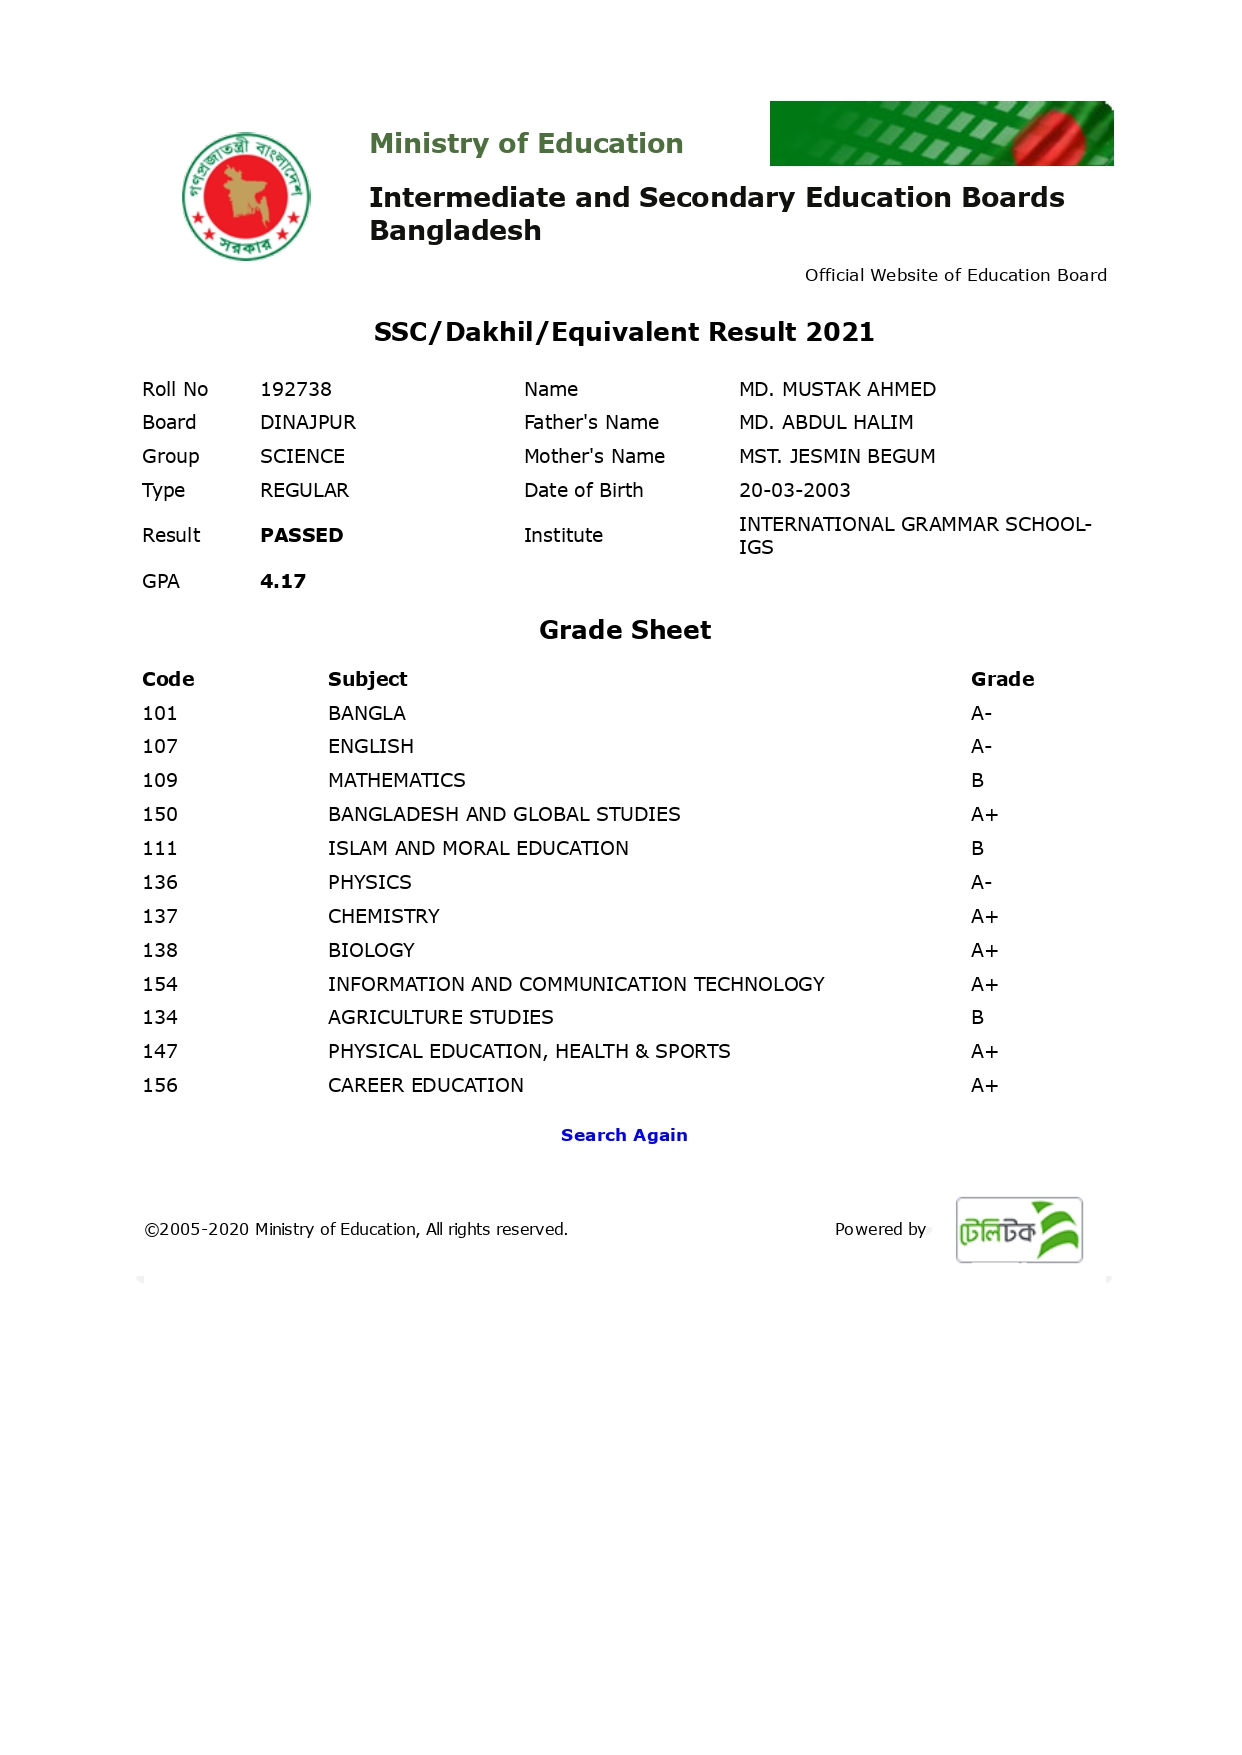 গণপ্রজাতন্ত্রী বাংলাদেশ
সরকার
Ministry of Education
Intermediate and Secondary Education Boards
Bangladesh
Official Website of Education Board
SSC/Dakhil/Equivalent Result 2021
Roll No 192738 Name MD. MUSTAK AHMED
Board DINAJPUR Father's Name MD. ABDUL HALIM
Group SCIENCE Mother's Name MST. JESMIN BEGUM
Type REGULAR Date of Birth 20-03-2003
Result PASSED Institute INTERNATIONAL GRAMMAR SCHOOL-
IGS
GPA 4.17
Grade Sheet
Code Subject Grade
101 BANGLA A-
107 ENGLISH A-
109 MATHEMATICS B
150 BANGLADESH AND GLOBAL STUDIES A+
111 ISLAM AND MORAL EDUCATION B
136 PHYSICS A-
137 CHEMISTRY A+
138 BIOLOGY A+
154 INFORMATION AND COMMUNICATION TECHNOLOGY A+
134 AGRICULTURE STUDIES B
147 PHYSICAL EDUCATION, HEALTH & SPORTS A+
156 CAREER EDUCATION A+
Search Again
©2005-2020 Ministry of Education, All rights reserved. Powered by টেলিটক